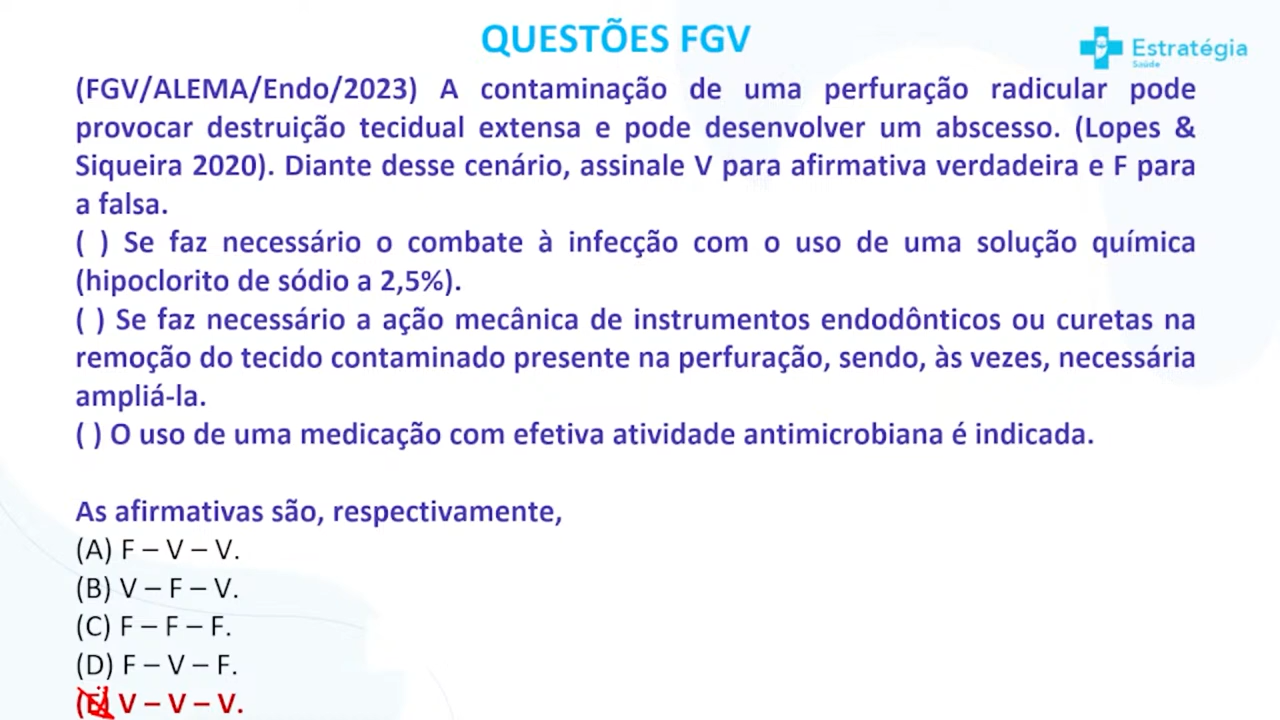 QUESTÕES FGV
Estratégia
Saúde
(FGV/ALEMA/Endo/2023) A contaminação de uma perfuração radicular pode
provocar destruição tecidual extensa e pode desenvolver um abscesso. (Lopes &
Siqueira 2020). Diante desse cenário, assinale V para afirmativa verdadeira e F para
a falsa.
( ) Se faz necessário o combate à infecção com o uso de uma solução química
(hipoclorito de sódio a 2,5%).
( ) Se faz necessário a ação mecânica de instrumentos endodônticos ou curetas na
remoção do tecido contaminado presente na perfuração, sendo, às vezes, necessária
ampliá-la.
( ) O uso de uma medicação com efetiva atividade antimicrobiana é indicada.
As afirmativas são, respectivamente,
(A) F – V – V.
(B) V – F – V.
(C) F – F – F.
(D) F – V – F.
(E) V – V – V.